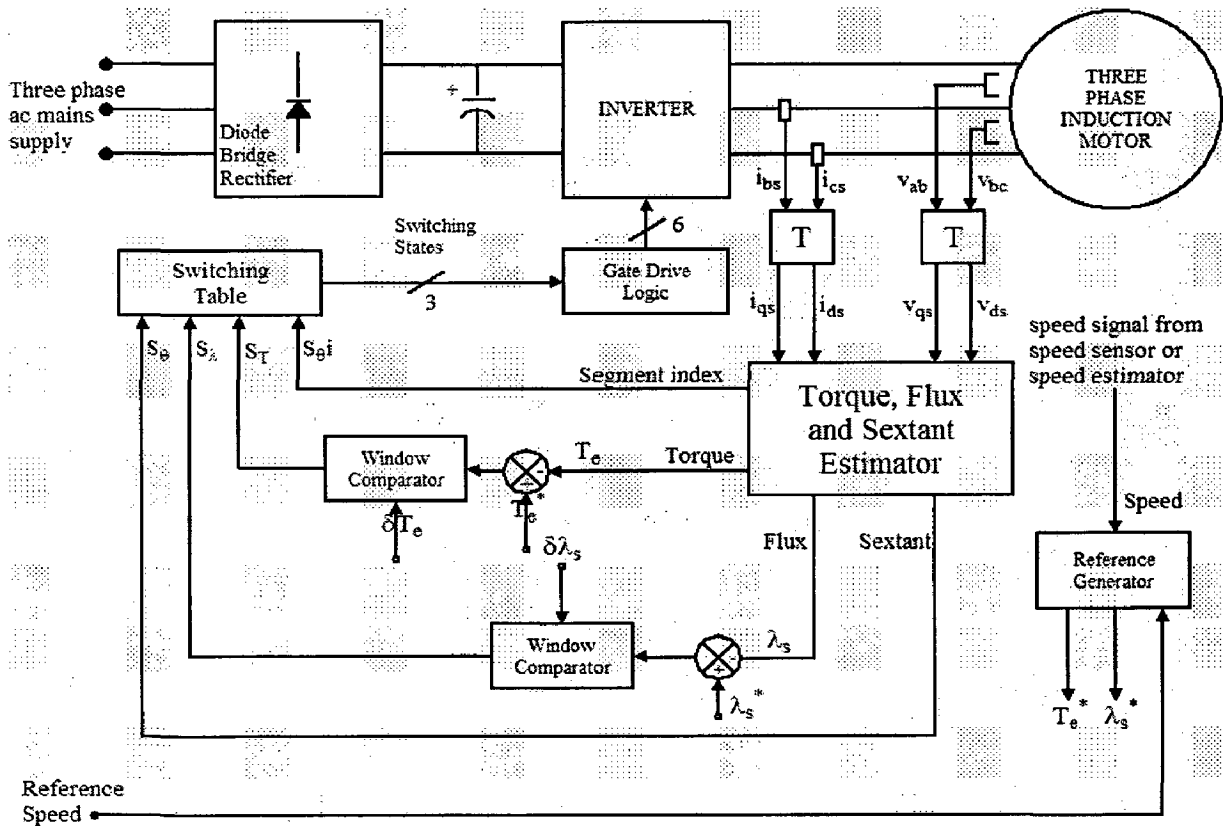 Three phase
ac mains
supply
Diode
Bridge
Rectifier
+
INVERTER
THREE
PHASE
INDUCTION
MOTOR
i_bs
i_cs
v_ab
v_bc
T
T
6
Switching
States
Switching
Table
3
Gate Drive
Logic
i_qs
i_ds
v_qs
v_ds
speed signal from
speed sensor or
speed estimator
S_θ
S_λ
S_T
S_θi
Segment index
Torque, Flux
and Sextant
Estimator
Window
Comparator
T_e
Torque
-
+
δT_e
T_e*
Flux
Sextant
Speed
δλ_s
Reference
Generator
Window
Comparator
λ_s
-
+
λ_s*
T_e*
λ_s*
Reference
Speed